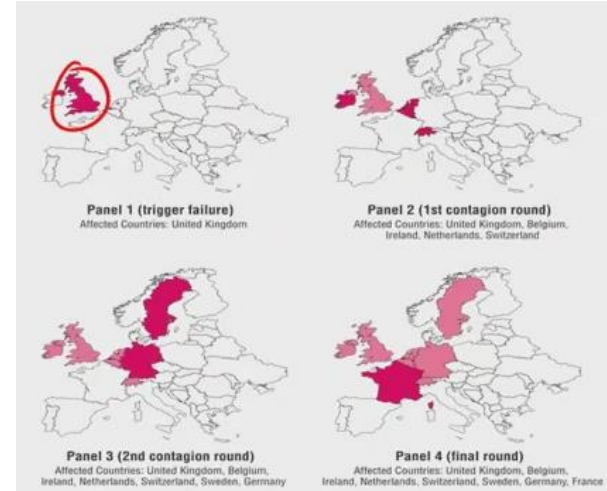 Panel 1 (trigger failure)
Affected Countries: United Kingdom
Panel 2 (1st contagion round)
Affected Countries: United Kingdom, Belgium,
Ireland, Netherlands, Switzerland
Panel 3 (2nd contagion round)
Affected Countries: United Kingdom, Belgium,
Ireland, Netherlands, Switzerland, Sweden, Germany
Panel 4 (final round)
Affected Countries: United Kingdom, Belgium,
Ireland, Netherlands, Switzerland, Sweden, Germany, France